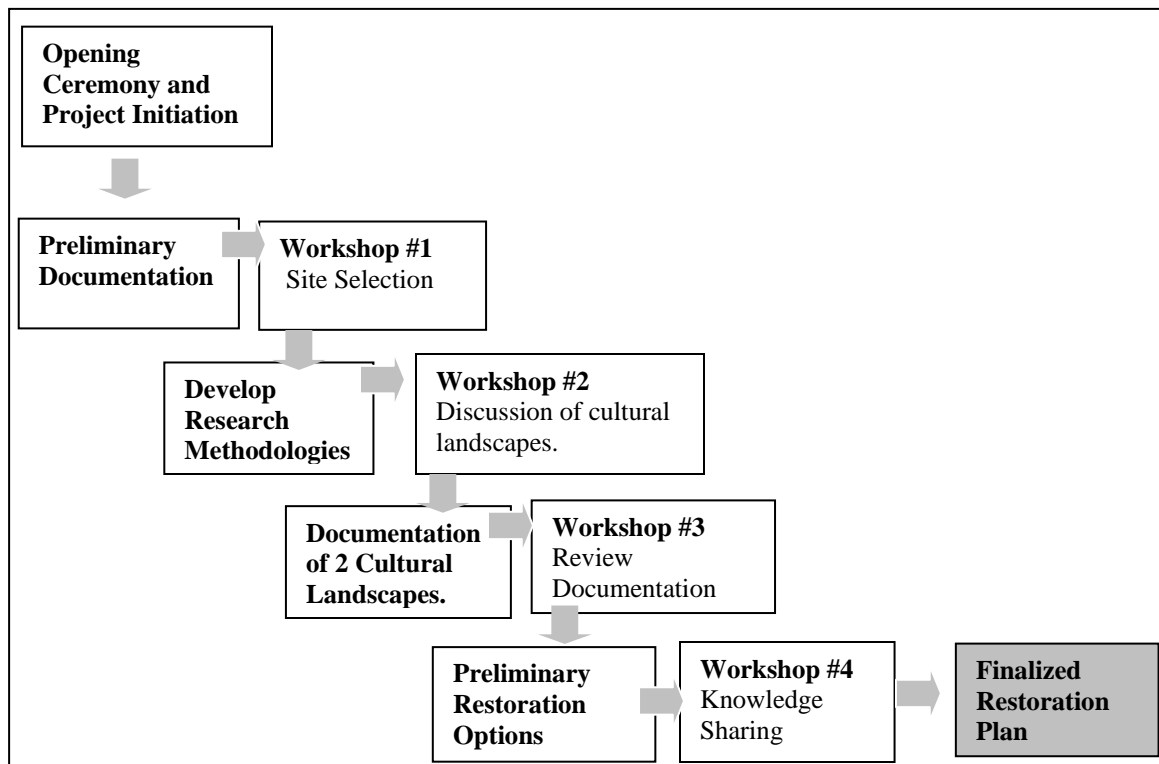 Opening
Ceremony and
Project Initiation
Preliminary
Documentation
Workshop #1
Site Selection
Develop
Research
Methodologies
Workshop #2
Discussion of cultural
landscapes.
Documentation
of 2 Cultural
Landscapes.
Workshop #3
Review
Documentation
Preliminary
Restoration
Options
Workshop #4
Knowledge
Sharing
Finalized
Restoration
Plan